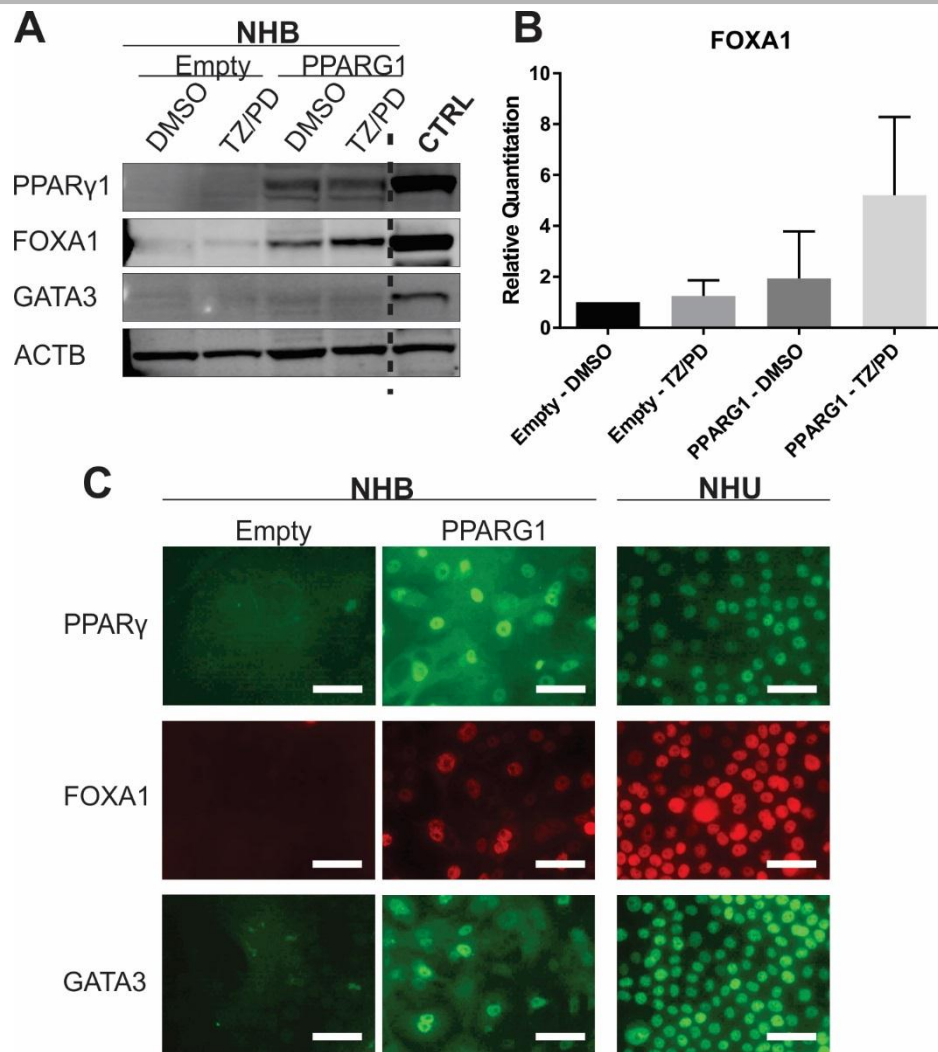 A
NHB
Empty PPARG1
DMSO TZ/PD DMSO TZ/PD CTRL
PPARγ1
FOXA1
GATA3
ACTB
B
FOXA1
Relative Quantitation
10
8
6
4
2
0
Empty - DMSO
Empty - TZ/PD
PPARG1 - DMSO
PPARG1 - TZ/PD
C
NHB NHU
Empty PPARG1
PPARγ
FOXA1
GATA3